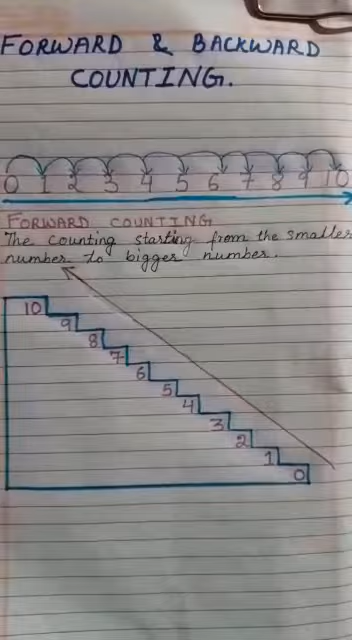 FORWARD & BACKWARD
COUNTING.
0 1 2 3 4 5 6 7 8 9 10
FORWARD COUNTING
The counting starting from the smaller
number to bigger number.
10
9
8
7
6
5
4
3
2
1
0